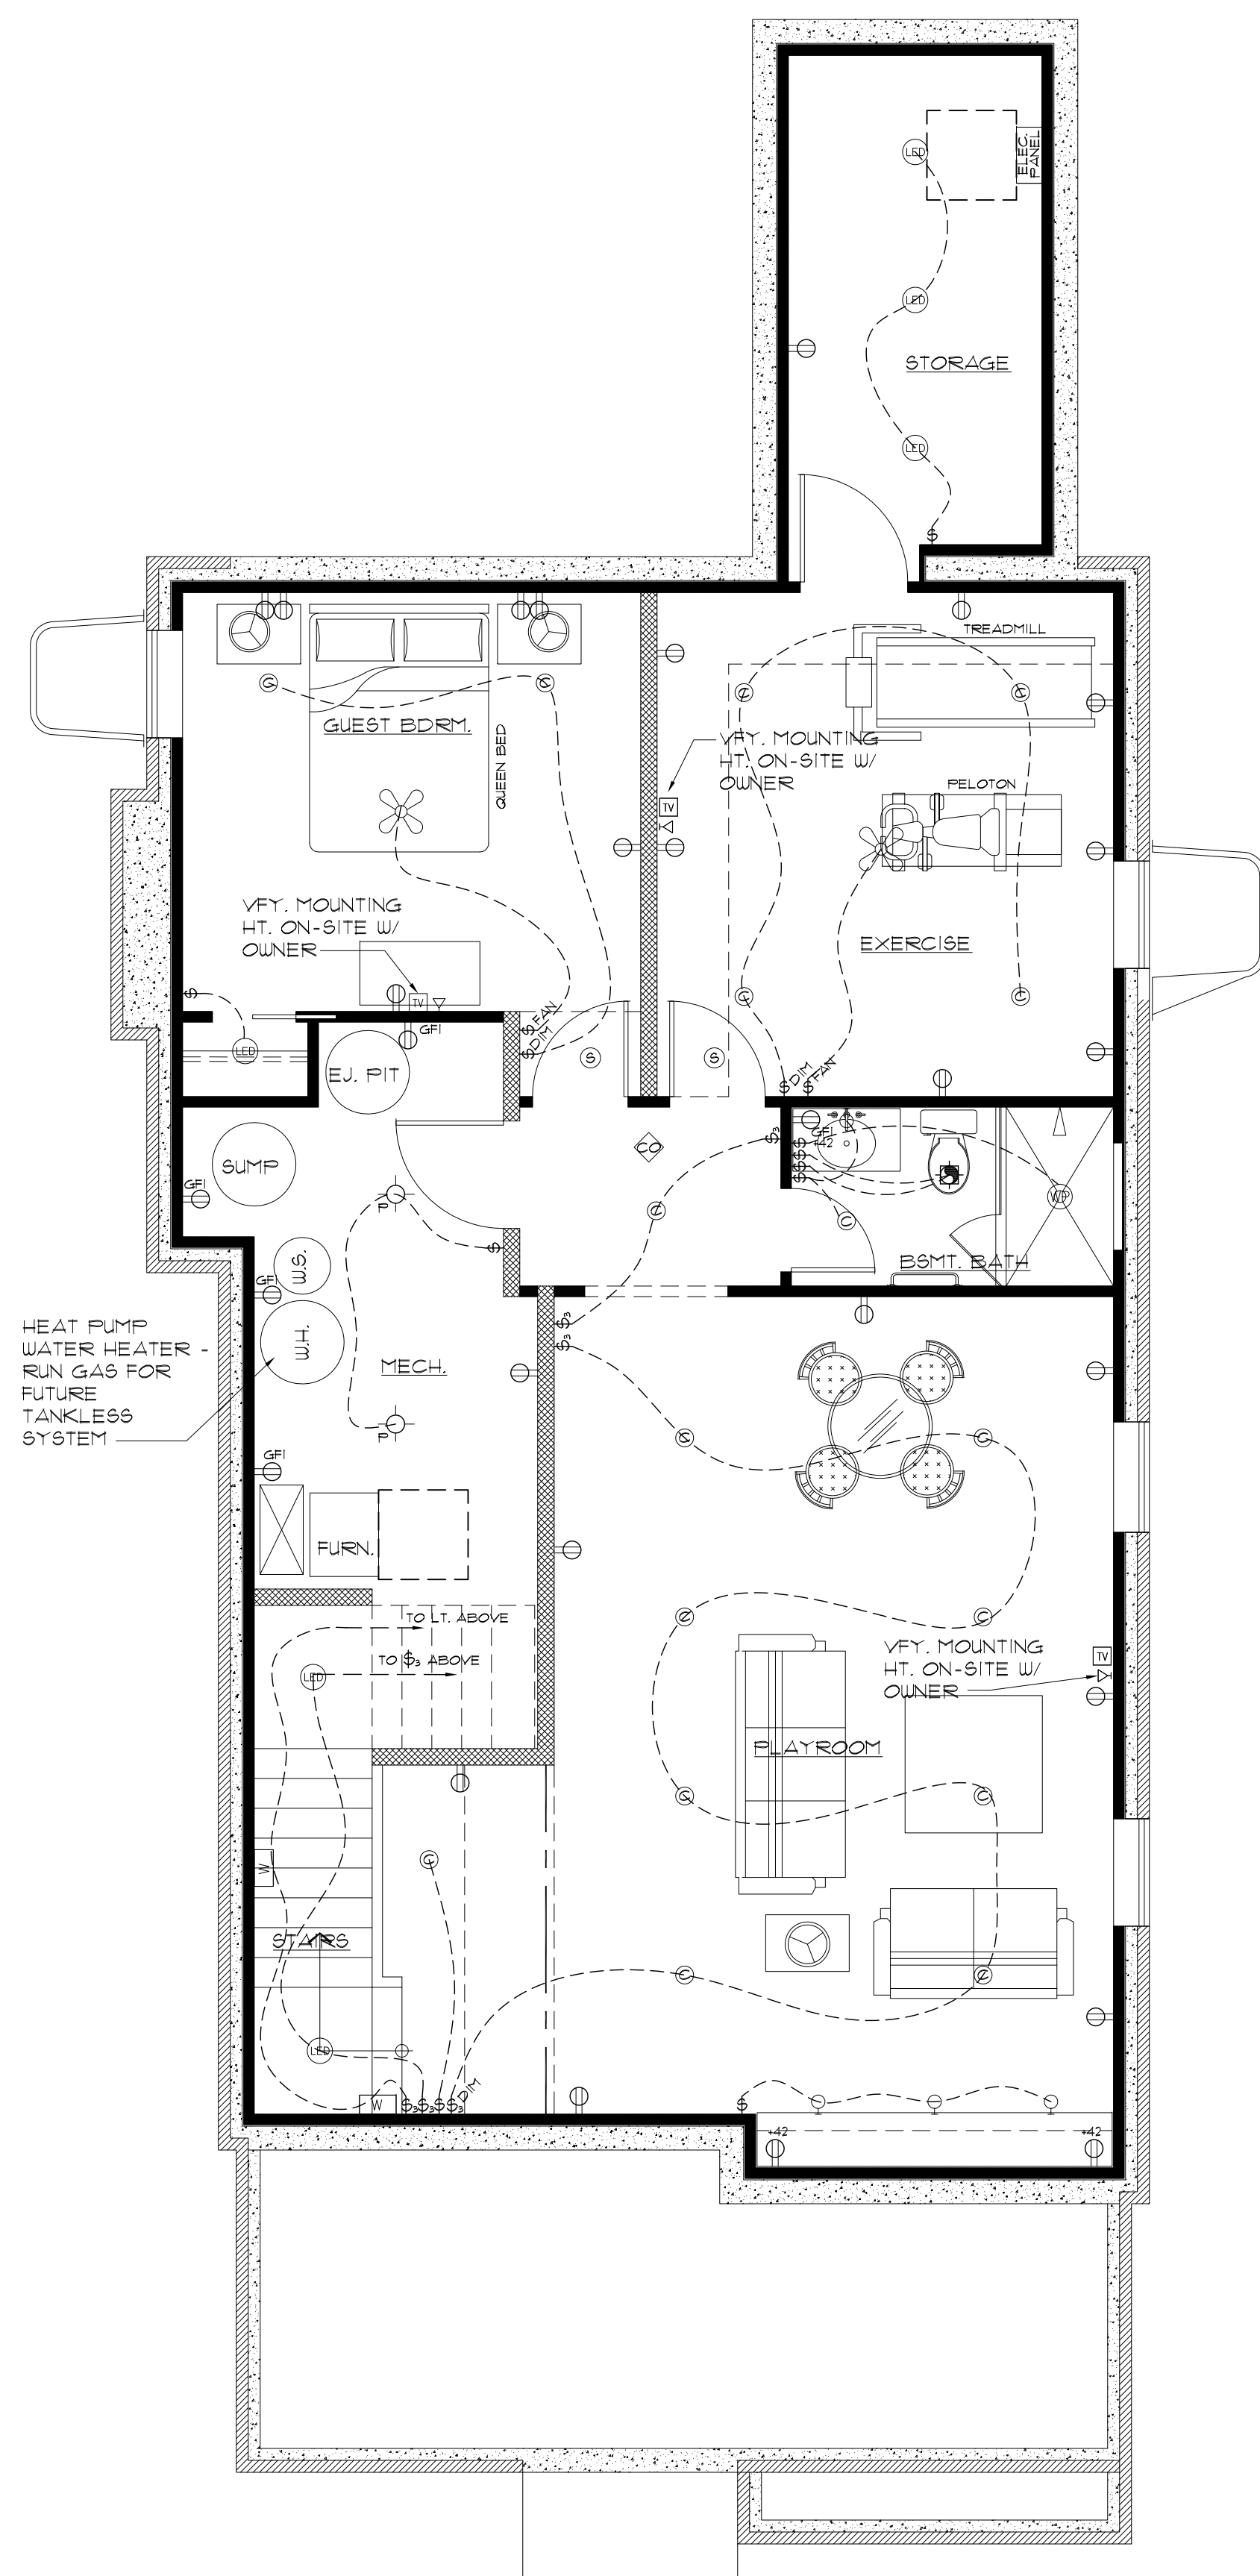 LED
ELEC.
PANEL
LED
STORAGE
LED
$
TREADMILL
C
C
C
C
GUEST BDRM.
QUEEN BED
VFY. MOUNTING
HT. ON-SITE W/
OWNER
TV
PELOTON
VFY. MOUNTING
HT. ON-SITE W/
OWNER
EXERCISE
$
TV
C
C
GFI
$ FAN
$ DIM
LED
EJ. PIT
S
S
$ DIM
$ FAN
CO
$3
GFI
+42
$
$
$
$
SUMP
GFI
P
WP
C
C
$
W.S.
BSMT. BATH
GFI
HEAT PUMP
WATER HEATER -
RUN GAS FOR
FUTURE
TANKLESS
SYSTEM
W.H.
$3
$3
MECH.
P
C
C
GFI
FURN.
TO LT. ABOVE
C
C
TO $3 ABOVE
LED
VFY. MOUNTING
HT. ON-SITE W/
OWNER
TV
PLAYROOM
C
C
W
C
STAIRS
C
C
LED
W
$3
$3
$
$3 DIM
$
+42
+42